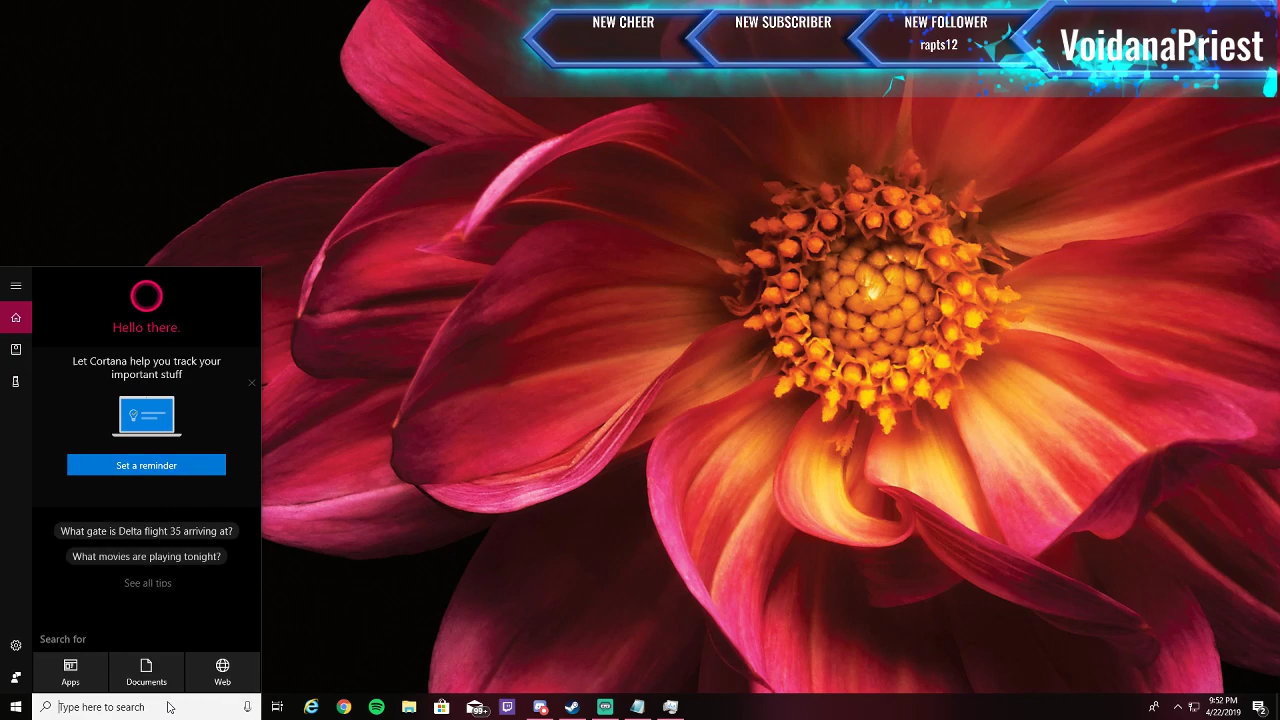 NEW CHEER
NEW SUBSCRIBER
NEW FOLLOWER
rapts12
VoidanaPriest
Hello there.
Let Cortana help you track your
important stuff
Set a reminder
What gate is Delta flight 35 arriving at?
What movies are playing tonight?
See all tips
Search for
Apps
Documents
Web
Type here to search
99+
9:52 PM
4/22/2019
2